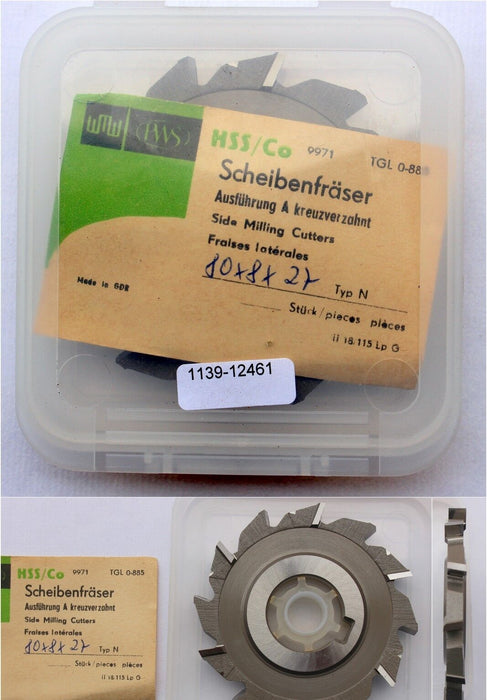 WMW (PWS)
HSS/Co 9971 TGL 0-885
Scheibenfräser
Ausführung A kreuzverzahnt
Side Milling Cutters
Fraises latérales
80x8x27 Typ N
Made in GDR
Stück/pieces pièces
II 18.115 Lp G
1139-12461
HSS/Co 9971 TGL 0-885
Scheibenfräser
Ausführung A kreuzverzahnt
Side Milling Cutters
Fraises latérales
80x8x27 Typ N
Stück/pieces pièces
II 18.115 Lp G